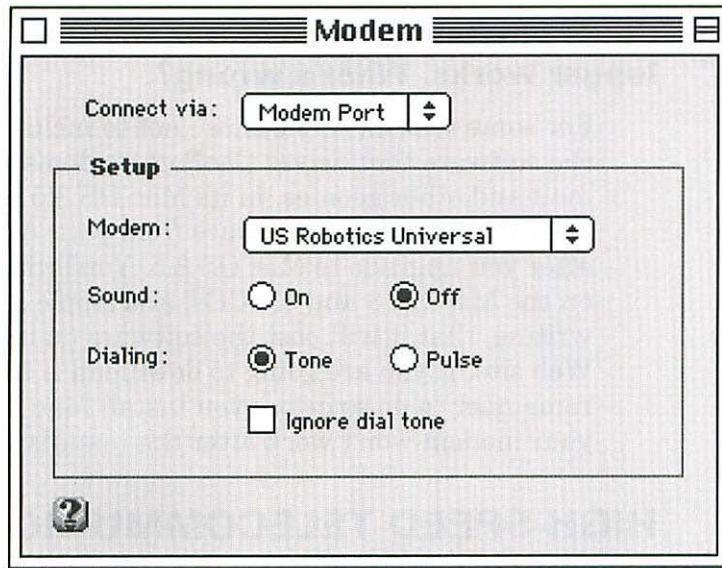 Modem
Connect via: Modem Port
Setup
Modem: US Robotics Universal
Sound: On Off
Dialing: Tone Pulse
Ignore dial tone
?